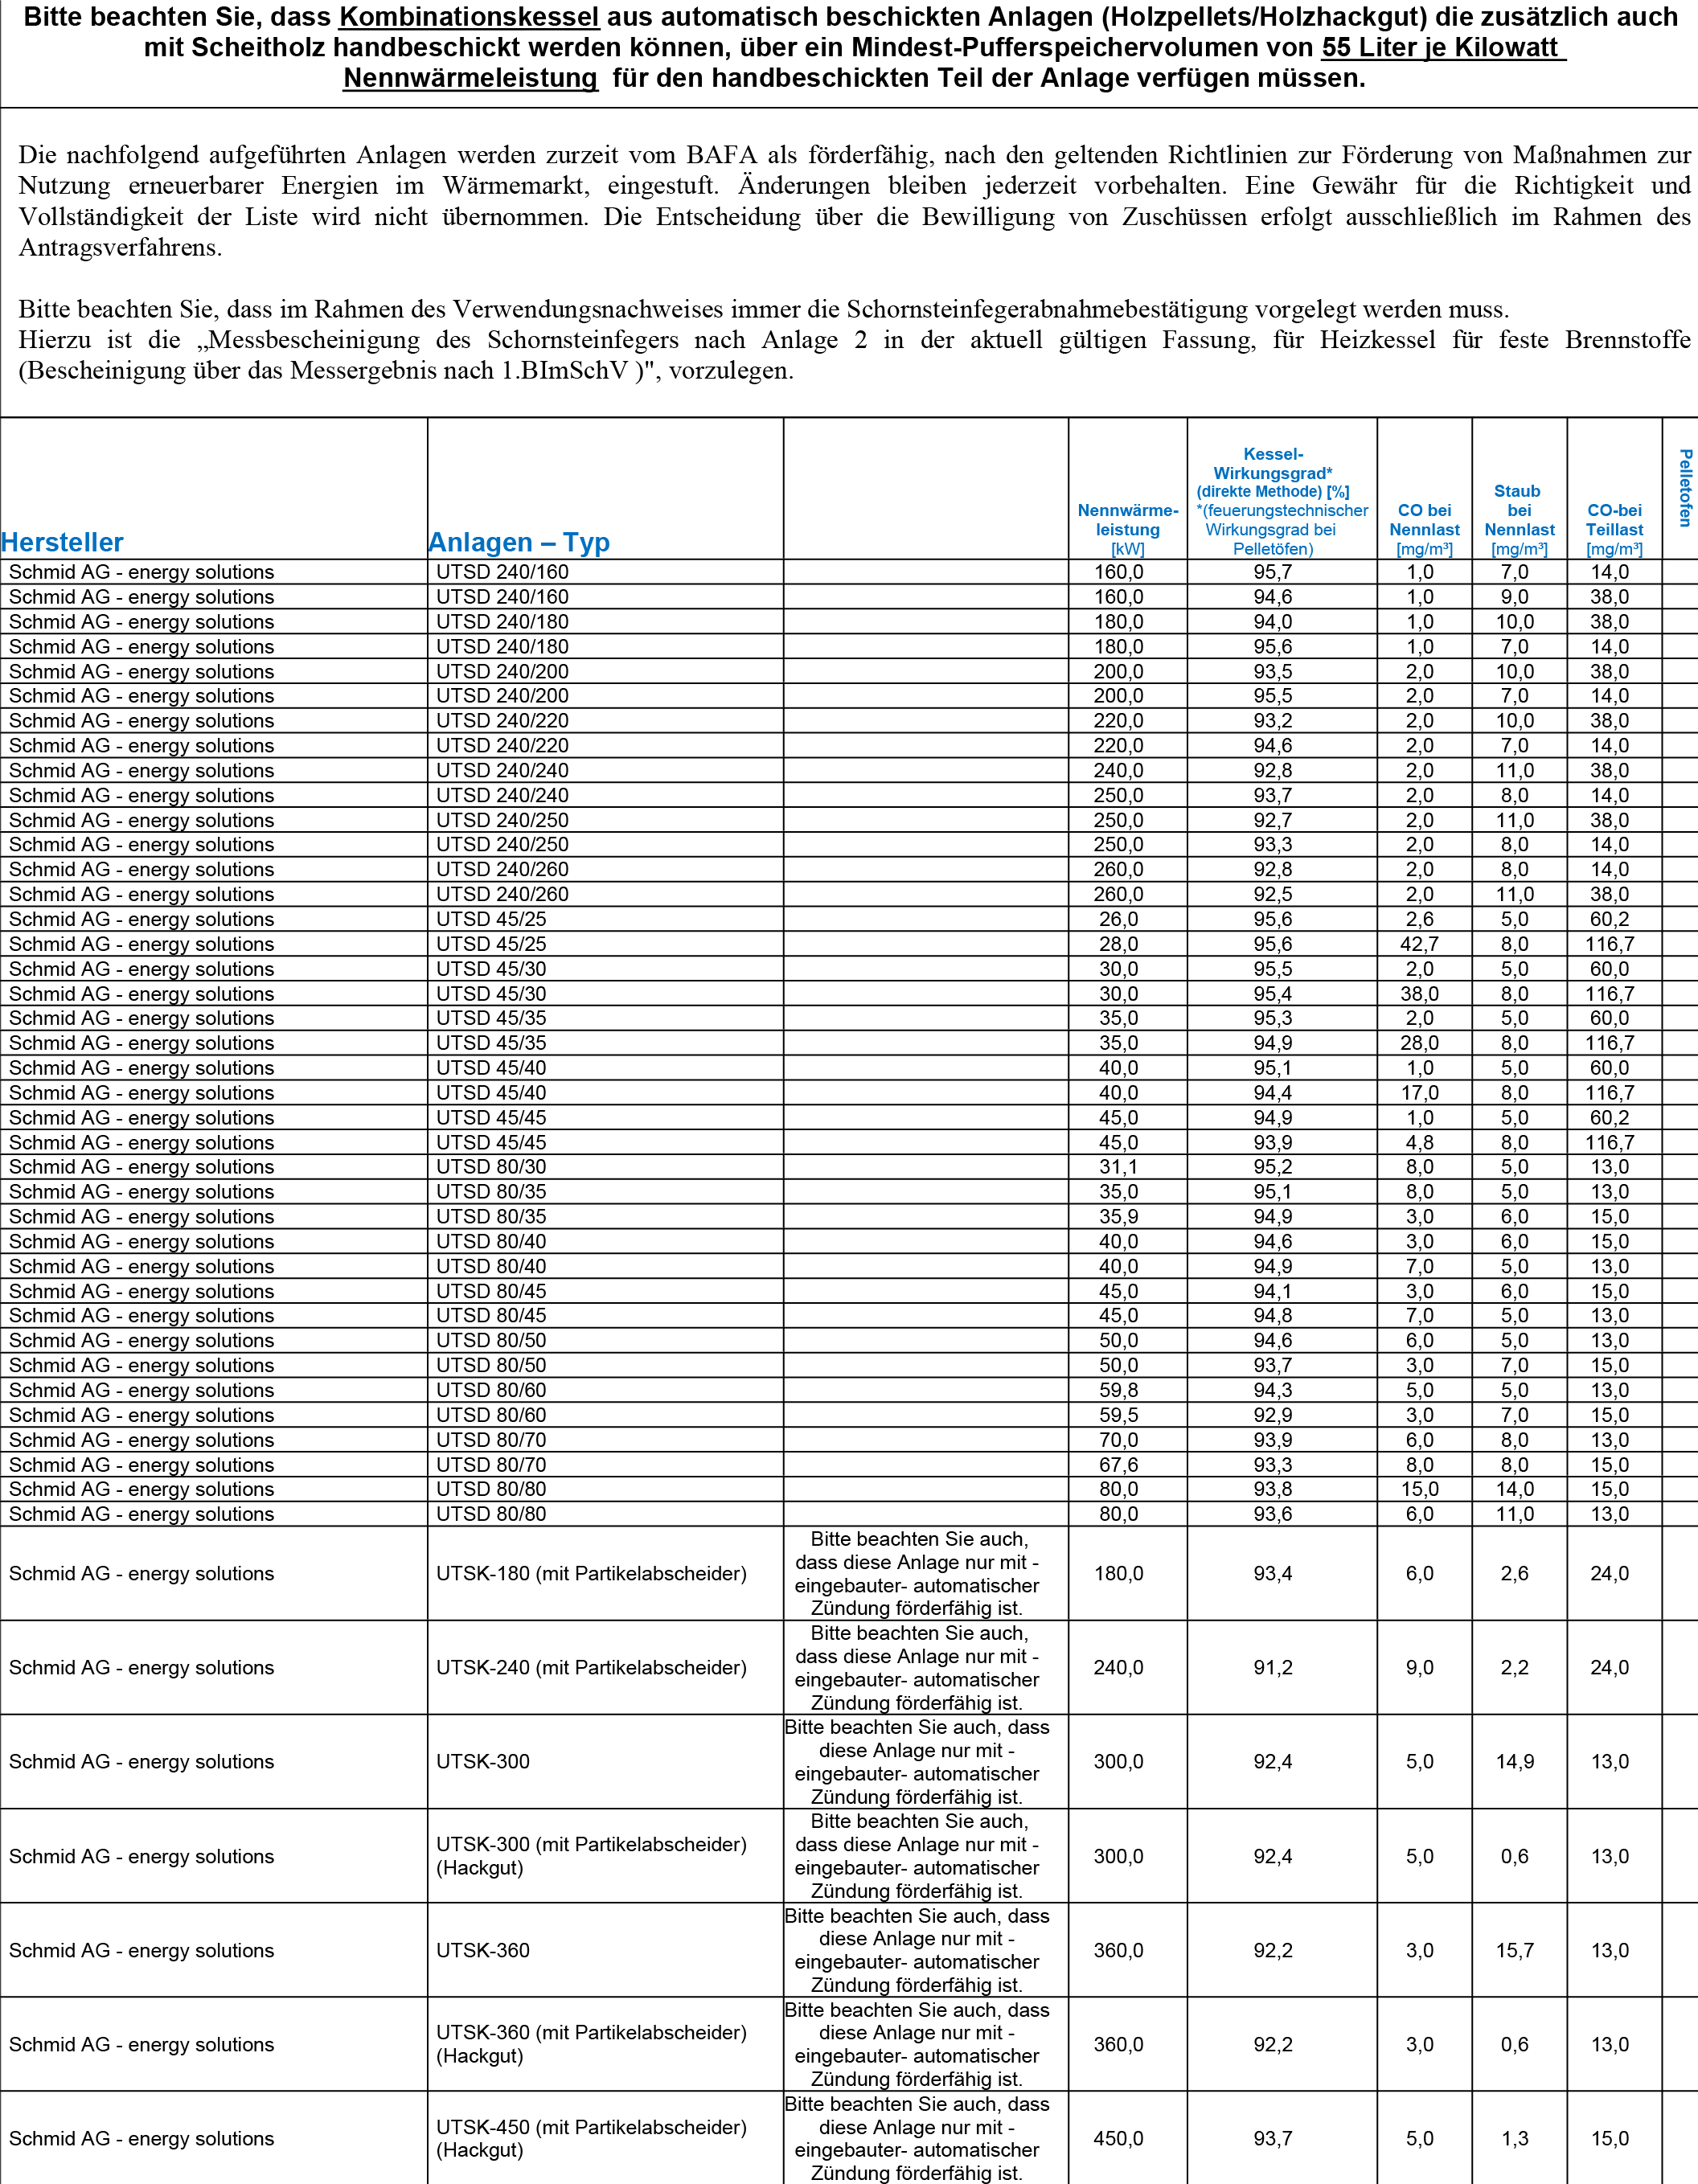 Bitte beachten Sie, dass Kombinationskessel aus automatisch beschickten Anlagen (Holzpellets/Holzhackgut) die zusätzlich auch
mit Scheitholz handbeschickt werden können, über ein Mindest-Pufferspeichervolumen von 55 Liter je Kilowatt
Nennwärmeleistung für den handbeschickten Teil der Anlage verfügen müssen.
Die nachfolgend aufgeführten Anlagen werden zurzeit vom BAFA als förderfähig, nach den geltenden Richtlinien zur Förderung von Maßnahmen zur
Nutzung erneuerbarer Energien im Wärmemarkt, eingestuft. Änderungen bleiben jederzeit vorbehalten. Eine Gewähr für die Richtigkeit und
Vollständigkeit der Liste wird nicht übernommen. Die Entscheidung über die Bewilligung von Zuschüssen erfolgt ausschließlich im Rahmen des
Antragsverfahrens.
Bitte beachten Sie, dass im Rahmen des Verwendungsnachweises immer die Schornsteinfegerabnahmebestätigung vorgelegt werden muss.
Hierzu ist die „Messbescheinigung des Schornsteinfegers nach Anlage 2 in der aktuell gültigen Fassung, für Heizkessel für feste Brennstoffe
(Bescheinigung über das Messergebnis nach 1.BImSchV )", vorzulegen.
Hersteller
Anlagen – Typ
Nennwärme-
leistung
[kW]
Kessel-
Wirkungsgrad*
(direkte Methode) [%]
*(feuerungstechnischer
Wirkungsgrad bei
Pelletöfen)
CO bei
Nennlast
[mg/m³]
Staub
bei
Nennlast
[mg/m³]
CO-bei
Teillast
[mg/m³]
Pelletofen
Schmid AG - energy solutions UTSD 240/160 160,0 95,7 1,0 7,0 14,0
Schmid AG - energy solutions UTSD 240/160 160,0 94,6 1,0 9,0 38,0
Schmid AG - energy solutions UTSD 240/180 180,0 94,0 1,0 10,0 38,0
Schmid AG - energy solutions UTSD 240/180 180,0 95,6 1,0 7,0 14,0
Schmid AG - energy solutions UTSD 240/200 200,0 93,5 2,0 10,0 38,0
Schmid AG - energy solutions UTSD 240/200 200,0 95,5 2,0 7,0 14,0
Schmid AG - energy solutions UTSD 240/220 220,0 93,2 2,0 10,0 38,0
Schmid AG - energy solutions UTSD 240/220 220,0 94,6 2,0 7,0 14,0
Schmid AG - energy solutions UTSD 240/240 240,0 92,8 2,0 11,0 38,0
Schmid AG - energy solutions UTSD 240/240 250,0 93,7 2,0 8,0 14,0
Schmid AG - energy solutions UTSD 240/250 250,0 92,7 2,0 11,0 38,0
Schmid AG - energy solutions UTSD 240/250 250,0 93,3 2,0 8,0 14,0
Schmid AG - energy solutions UTSD 240/260 260,0 92,8 2,0 8,0 14,0
Schmid AG - energy solutions UTSD 240/260 260,0 92,5 2,0 11,0 38,0
Schmid AG - energy solutions UTSD 45/25 26,0 95,6 2,6 5,0 60,2
Schmid AG - energy solutions UTSD 45/25 28,0 95,6 42,7 8,0 116,7
Schmid AG - energy solutions UTSD 45/30 30,0 95,5 2,0 5,0 60,0
Schmid AG - energy solutions UTSD 45/30 30,0 95,4 38,0 8,0 116,7
Schmid AG - energy solutions UTSD 45/35 35,0 95,3 2,0 5,0 60,0
Schmid AG - energy solutions UTSD 45/35 35,0 94,9 28,0 8,0 116,7
Schmid AG - energy solutions UTSD 45/40 40,0 95,1 1,0 5,0 60,0
Schmid AG - energy solutions UTSD 45/40 40,0 94,4 17,0 8,0 116,7
Schmid AG - energy solutions UTSD 45/45 45,0 94,9 1,0 5,0 60,2
Schmid AG - energy solutions UTSD 45/45 45,0 93,9 4,8 8,0 116,7
Schmid AG - energy solutions UTSD 80/30 31,1 95,2 8,0 5,0 13,0
Schmid AG - energy solutions UTSD 80/35 35,0 95,1 8,0 5,0 13,0
Schmid AG - energy solutions UTSD 80/35 35,9 94,9 3,0 6,0 15,0
Schmid AG - energy solutions UTSD 80/40 40,0 94,6 3,0 6,0 15,0
Schmid AG - energy solutions UTSD 80/40 40,0 94,9 7,0 5,0 13,0
Schmid AG - energy solutions UTSD 80/45 45,0 94,1 3,0 6,0 15,0
Schmid AG - energy solutions UTSD 80/45 45,0 94,8 7,0 5,0 13,0
Schmid AG - energy solutions UTSD 80/50 50,0 94,6 6,0 5,0 13,0
Schmid AG - energy solutions UTSD 80/50 50,0 93,7 3,0 7,0 15,0
Schmid AG - energy solutions UTSD 80/60 59,8 94,3 5,0 5,0 13,0
Schmid AG - energy solutions UTSD 80/60 59,5 92,9 3,0 7,0 15,0
Schmid AG - energy solutions UTSD 80/70 70,0 93,9 6,0 8,0 13,0
Schmid AG - energy solutions UTSD 80/70 67,6 93,3 8,0 8,0 15,0
Schmid AG - energy solutions UTSD 80/80 80,0 93,8 15,0 14,0 15,0
Schmid AG - energy solutions UTSD 80/80 80,0 93,6 6,0 11,0 13,0
Schmid AG - energy solutions UTSK-180 (mit Partikelabscheider)
Bitte beachten Sie auch,
dass diese Anlage nur mit -
eingebauter- automatischer
Zündung förderfähig ist.
180,0 93,4 6,0 2,6 24,0
Schmid AG - energy solutions UTSK-240 (mit Partikelabscheider)
Bitte beachten Sie auch,
dass diese Anlage nur mit -
eingebauter- automatischer
Zündung förderfähig ist.
240,0 91,2 9,0 2,2 24,0
Schmid AG - energy solutions UTSK-300
Bitte beachten Sie auch, dass
diese Anlage nur mit -
eingebauter- automatischer
Zündung förderfähig ist.
300,0 92,4 5,0 14,9 13,0
Schmid AG - energy solutions
UTSK-300 (mit Partikelabscheider)
(Hackgut)
Bitte beachten Sie auch,
dass diese Anlage nur mit -
eingebauter- automatischer
Zündung förderfähig ist.
300,0 92,4 5,0 0,6 13,0
Schmid AG - energy solutions UTSK-360
Bitte beachten Sie auch, dass
diese Anlage nur mit -
eingebauter- automatischer
Zündung förderfähig ist.
360,0 92,2 3,0 15,7 13,0
Schmid AG - energy solutions
UTSK-360 (mit Partikelabscheider)
(Hackgut)
Bitte beachten Sie auch, dass
diese Anlage nur mit -
eingebauter- automatischer
Zündung förderfähig ist.
360,0 92,2 3,0 0,6 13,0
Schmid AG - energy solutions
UTSK-450 (mit Partikelabscheider)
(Hackgut)
Bitte beachten Sie auch, dass
diese Anlage nur mit -
eingebauter- automatischer
Zündung förderfähig ist.
450,0 93,7 5,0 1,3 15,0